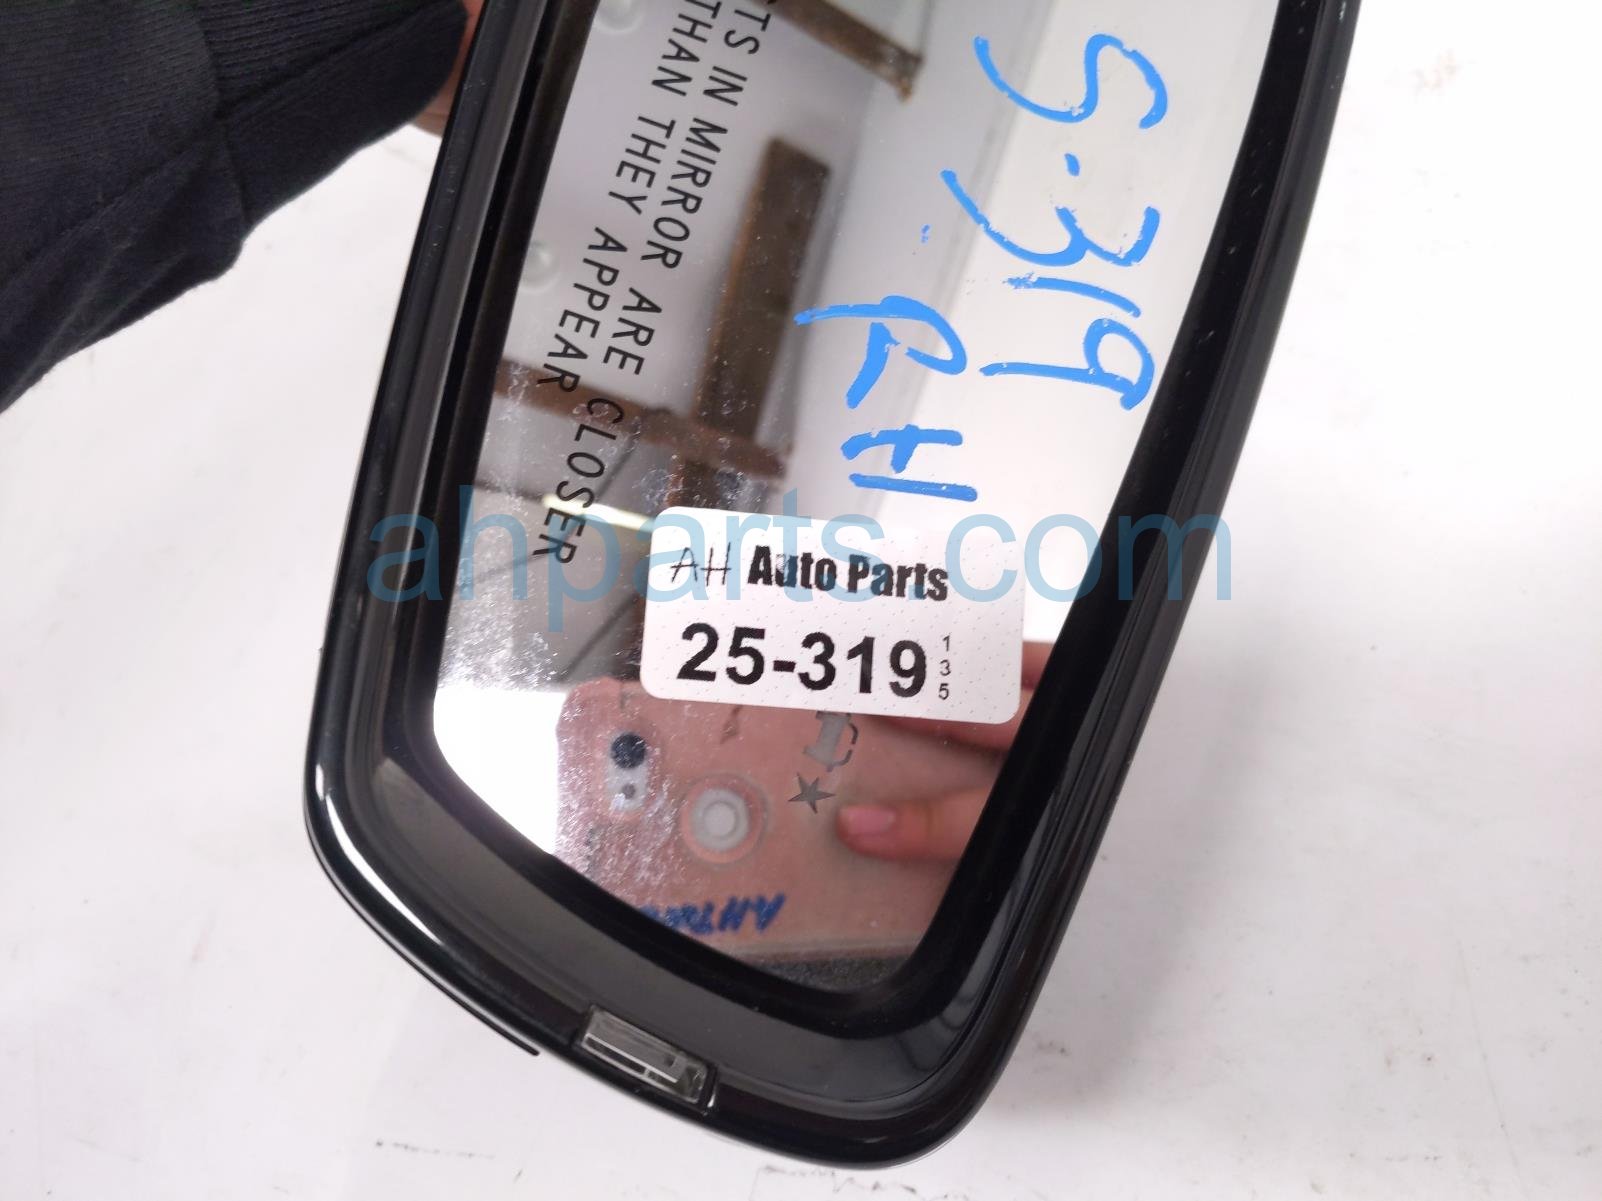 S.319
RH
CTS IN MIRROR ARE CLOSER
THAN THEY APPEAR
ahparts.com
AH Auto Parts
25-319
1
3
5